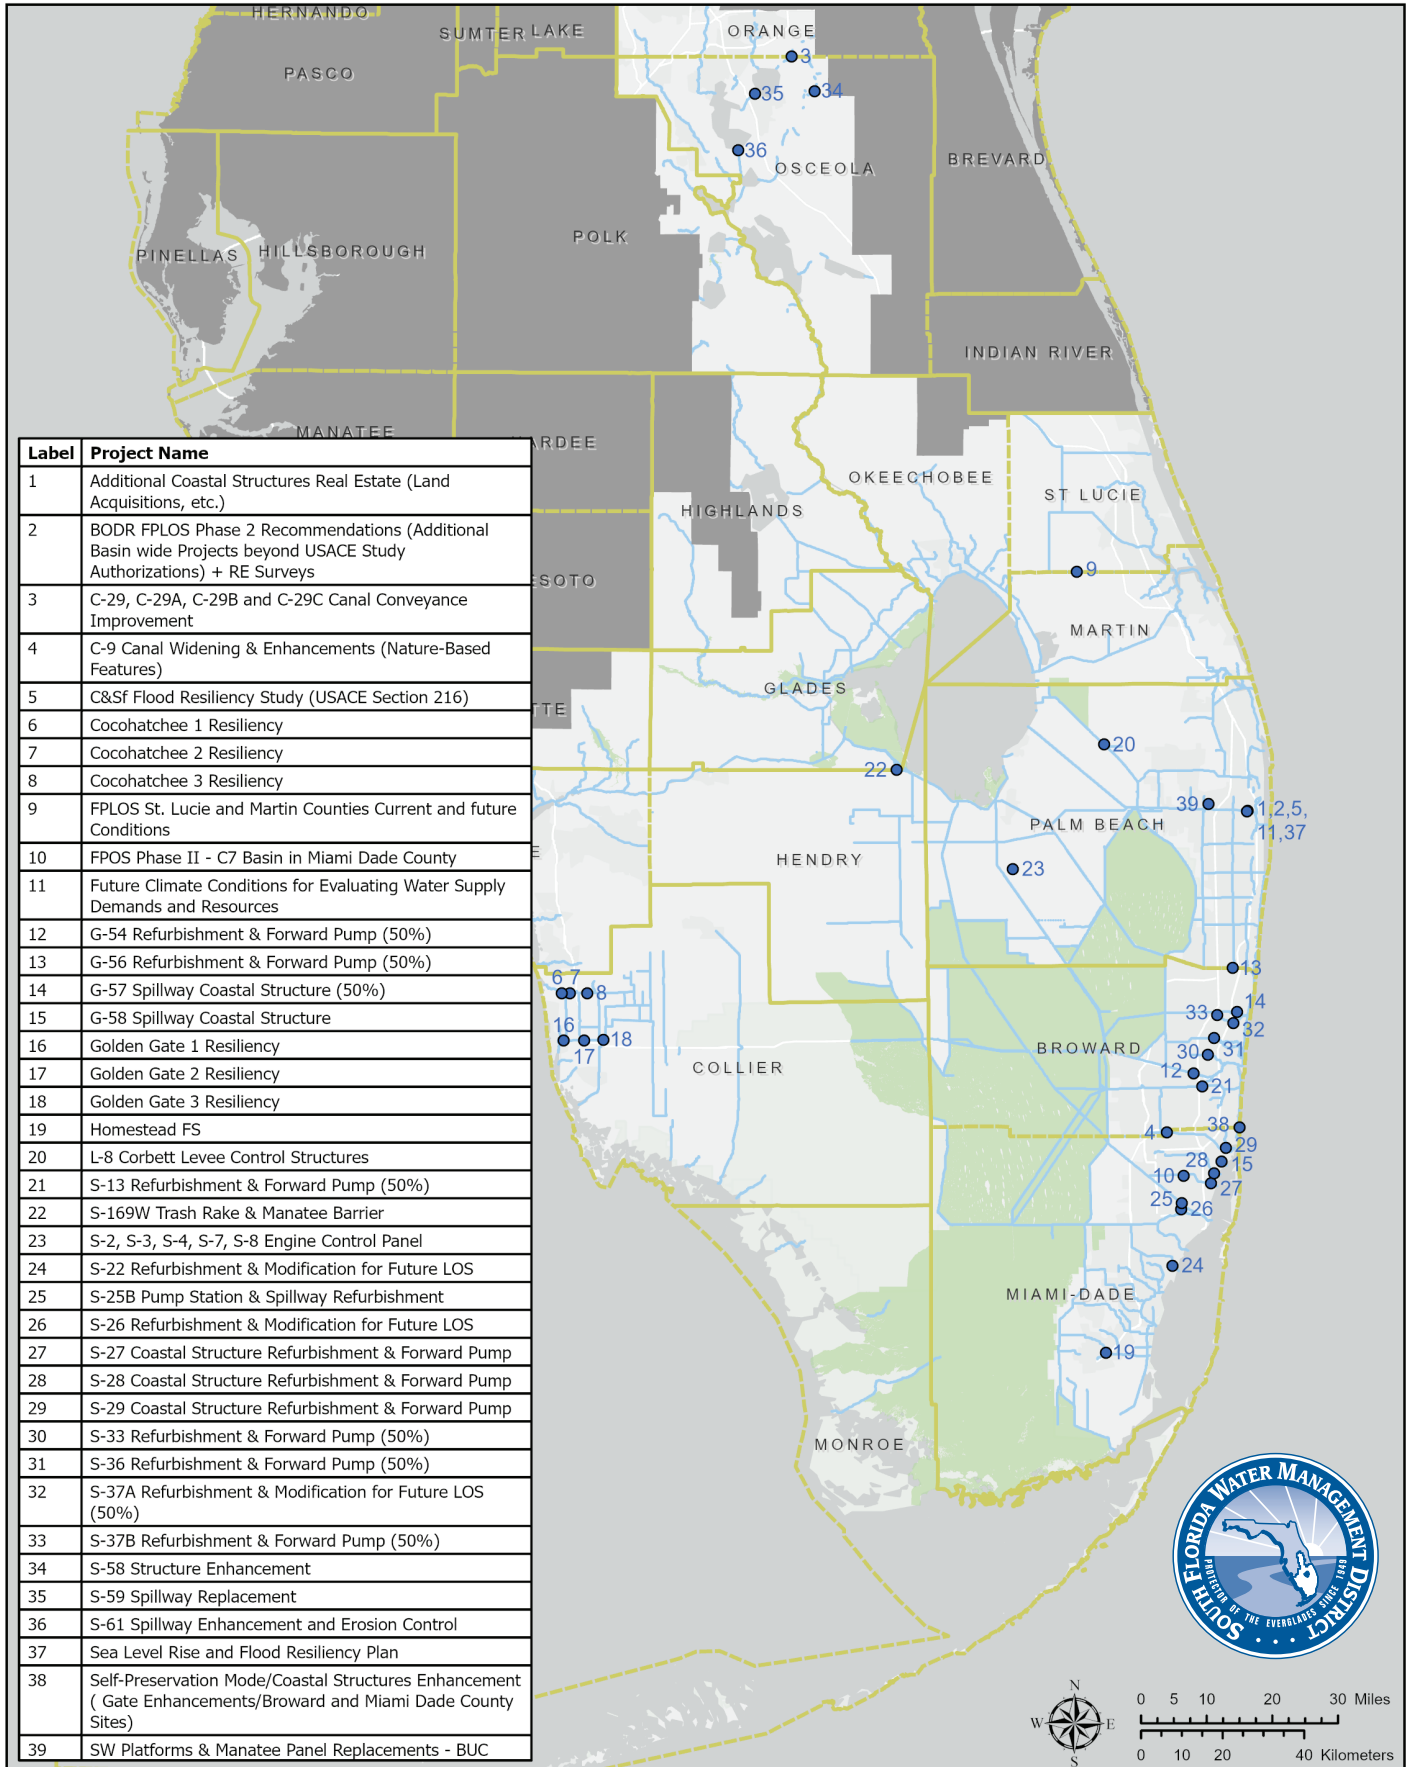 HERNANDO
SUMTER
LAKE
ORANGE
PASCO
3
35
34
36
OSCEOLA
BREVARD
POLK
PINELLAS
HILLSBOROUGH
INDIAN RIVER
MANATEE
ARDEE
OKEECHOBEE
HIGHLANDS
ST LUCIE
9
ESOTO
MARTIN
GLADES
TTE
20
22
39
1,2,5,
11,37
PALM BEACH
E
HENDRY
23
13
6 7
8
14
33
32
16
18
17
31
30
BROWARD
COLLIER
12
21
38
4
29
28
15
10
27
25
26
24
MIAMI-DADE
19
MONROE
Label Project Name
1 Additional Coastal Structures Real Estate (Land
Acquisitions, etc.)
2 BODR FPLOS Phase 2 Recommendations (Additional
Basin wide Projects beyond USACE Study
Authorizations) + RE Surveys
3 C-29, C-29A, C-29B and C-29C Canal Conveyance
Improvement
4 C-9 Canal Widening & Enhancements (Nature-Based
Features)
5 C&Sf Flood Resiliency Study (USACE Section 216)
6 Cocohatchee 1 Resiliency
7 Cocohatchee 2 Resiliency
8 Cocohatchee 3 Resiliency
9 FPLOS St. Lucie and Martin Counties Current and future
Conditions
10 FPOS Phase II - C7 Basin in Miami Dade County
11 Future Climate Conditions for Evaluating Water Supply
Demands and Resources
12 G-54 Refurbishment & Forward Pump (50%)
13 G-56 Refurbishment & Forward Pump (50%)
14 G-57 Spillway Coastal Structure (50%)
15 G-58 Spillway Coastal Structure
16 Golden Gate 1 Resiliency
17 Golden Gate 2 Resiliency
18 Golden Gate 3 Resiliency
19 Homestead FS
20 L-8 Corbett Levee Control Structures
21 S-13 Refurbishment & Forward Pump (50%)
22 S-169W Trash Rake & Manatee Barrier
23 S-2, S-3, S-4, S-7, S-8 Engine Control Panel
24 S-22 Refurbishment & Modification for Future LOS
25 S-25B Pump Station & Spillway Refurbishment
26 S-26 Refurbishment & Modification for Future LOS
27 S-27 Coastal Structure Refurbishment & Forward Pump
28 S-28 Coastal Structure Refurbishment & Forward Pump
29 S-29 Coastal Structure Refurbishment & Forward Pump
30 S-33 Refurbishment & Forward Pump (50%)
31 S-36 Refurbishment & Forward Pump (50%)
32 S-37A Refurbishment & Modification for Future LOS
(50%)
33 S-37B Refurbishment & Forward Pump (50%)
34 S-58 Structure Enhancement
35 S-59 Spillway Replacement
36 S-61 Spillway Enhancement and Erosion Control
37 Sea Level Rise and Flood Resiliency Plan
38 Self-Preservation Mode/Coastal Structures Enhancement
( Gate Enhancements/Broward and Miami Dade County
Sites)
39 SW Platforms & Manatee Panel Replacements - BUC
SOUTH FLORIDA WATER MANAGEMENT DISTRICT
PROTECTOR OF THE EVERGLADES SINCE 1949
N
W E
S
0 5 10 20 30 Miles
0 10 20 40 Kilometers